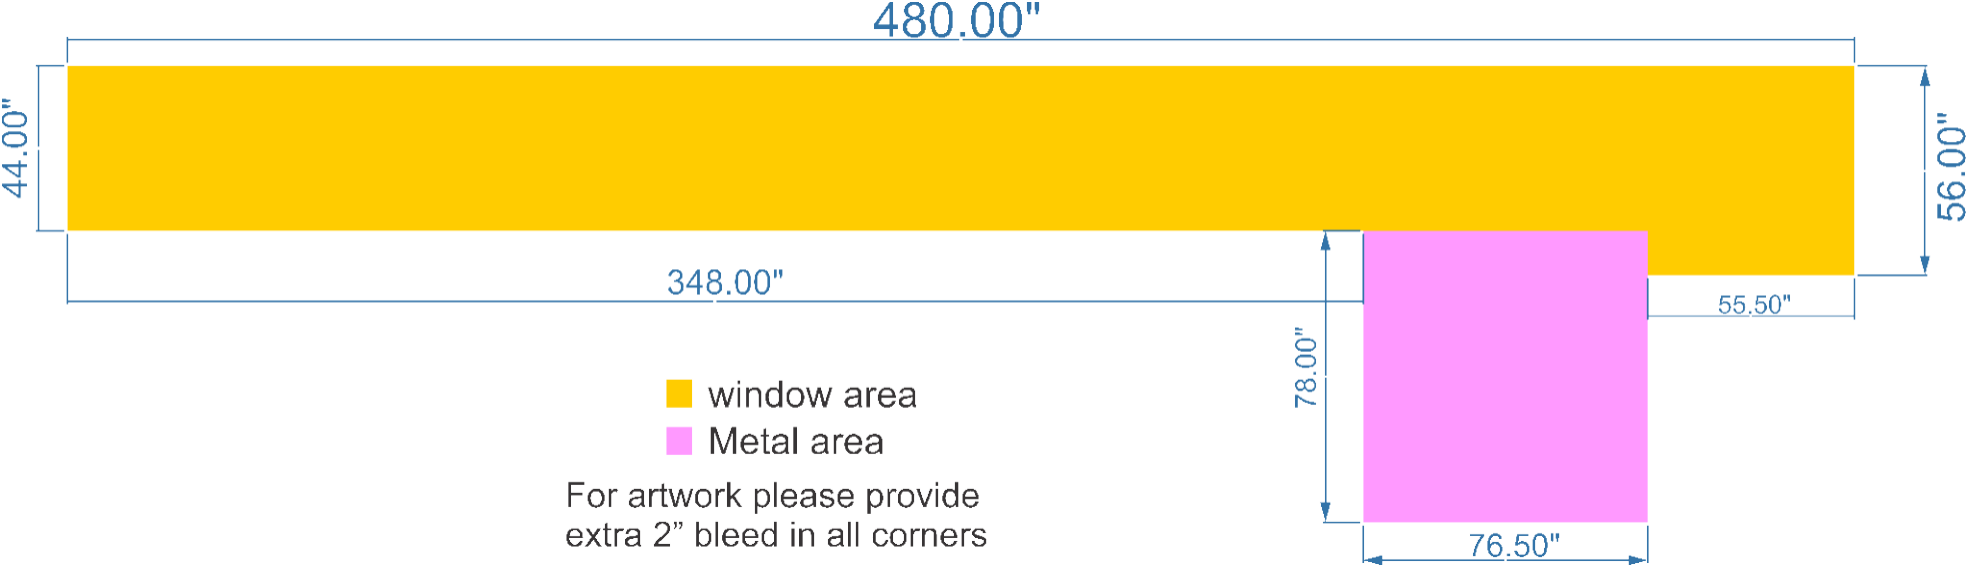 480.00"
44.00"
56.00"
348.00"
55.50"
78.00"
window area
Metal area
For artwork please provide
extra 2” bleed in all corners
76.50"